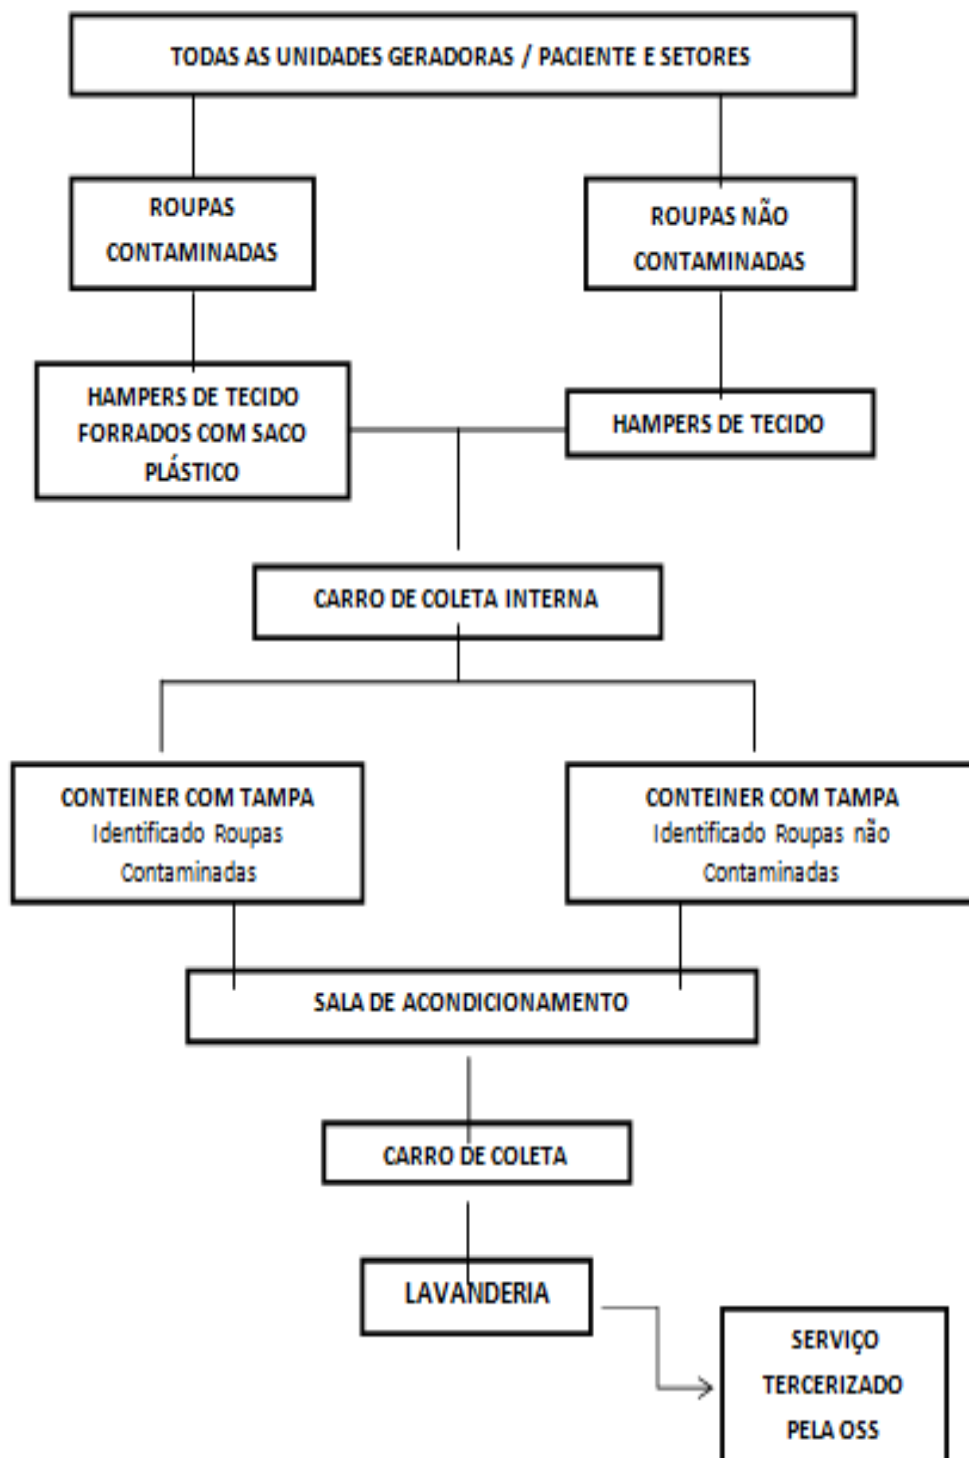 TODAS AS UNIDADES GERADORAS / PACIENTE E SETORES
ROUPAS
CONTAMINADAS
ROUPAS NÃO
CONTAMINADAS
HAMPERS DE TECIDO
FORRADOS COM SACO
PLÁSTICO
HAMPERS DE TECIDO
CARRO DE COLETA INTERNA
CONTEINER COM TAMPA
Identificado Roupas
Contaminadas
CONTEINER COM TAMPA
Identificado Roupas não
Contaminadas
SALA DE ACONDICIONAMENTO
CARRO DE COLETA
LAVANDERIA
SERVIÇO
TERCERIZADO
PELA OSS